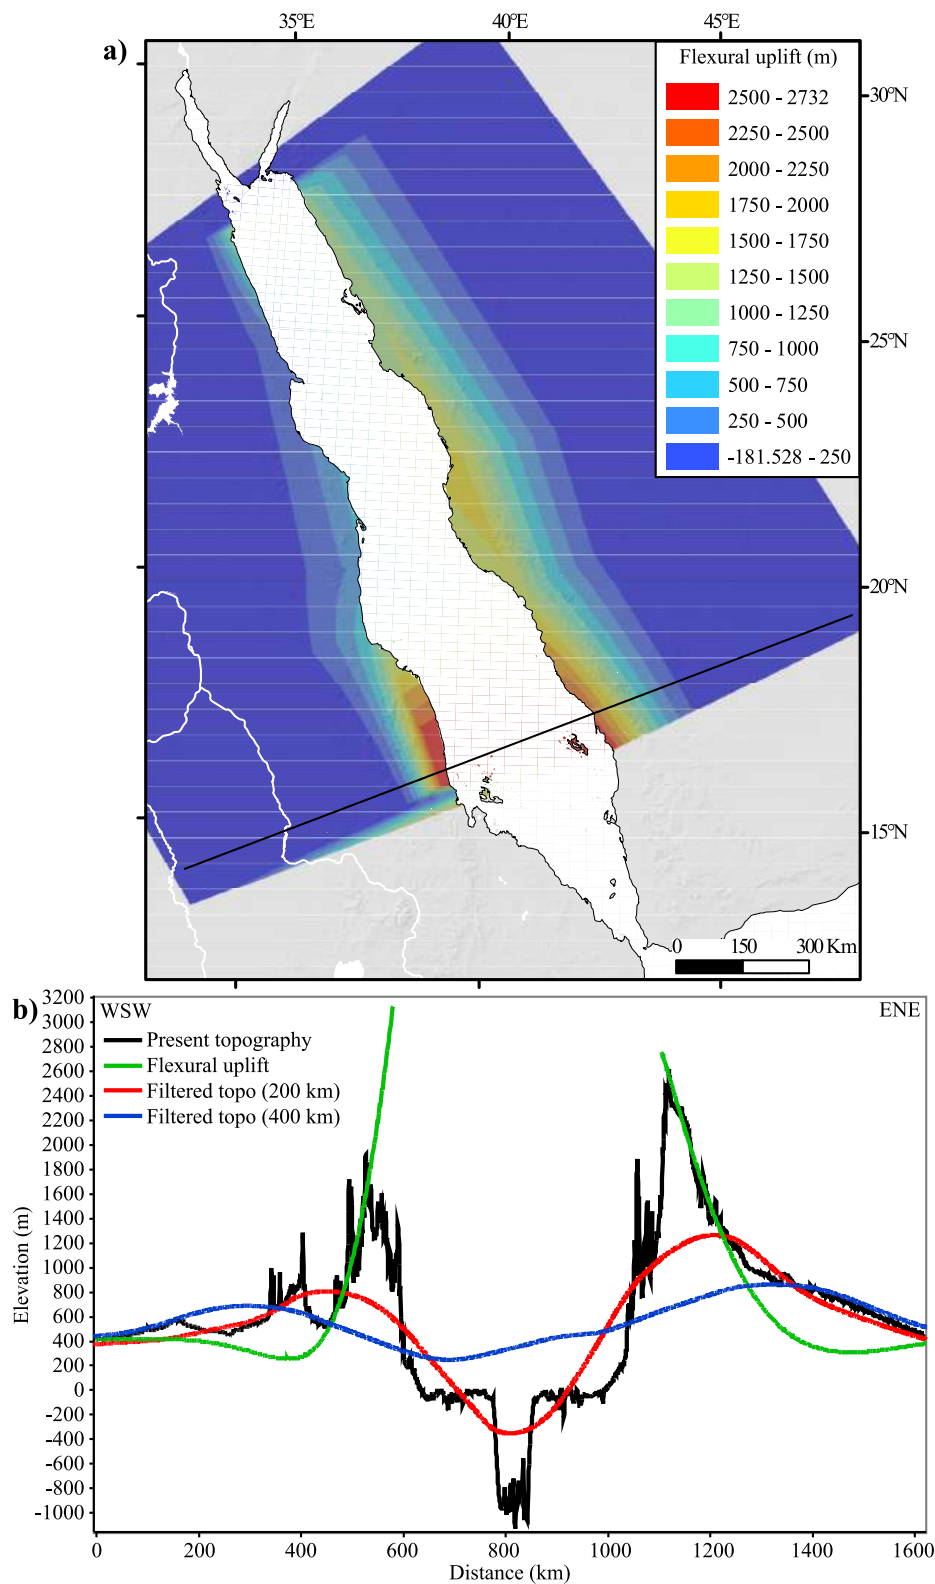 35ºE 40ºE 45ºE
a)
Flexural uplift (m)
2500 - 2732
2250 - 2500
2000 - 2250
1750 - 2000
1500 - 1750
1250 - 1500
1000 - 1250
750 - 1000
500 - 750
250 - 500
-181.528 - 250
30ºN
25ºN
20ºN
15ºN
0 150 300 Km
b)
WSW ENE
Present topography
Flexural uplift
Filtered topo (200 km)
Filtered topo (400 km)
Elevation (m)
3200
3000
2800
2600
2400
2200
2000
1800
1600
1400
1200
1000
800
600
400
200
0
-200
-400
-600
-800
-1000
0 200 400 600 800 1000 1200 1400 1600
Distance (km)